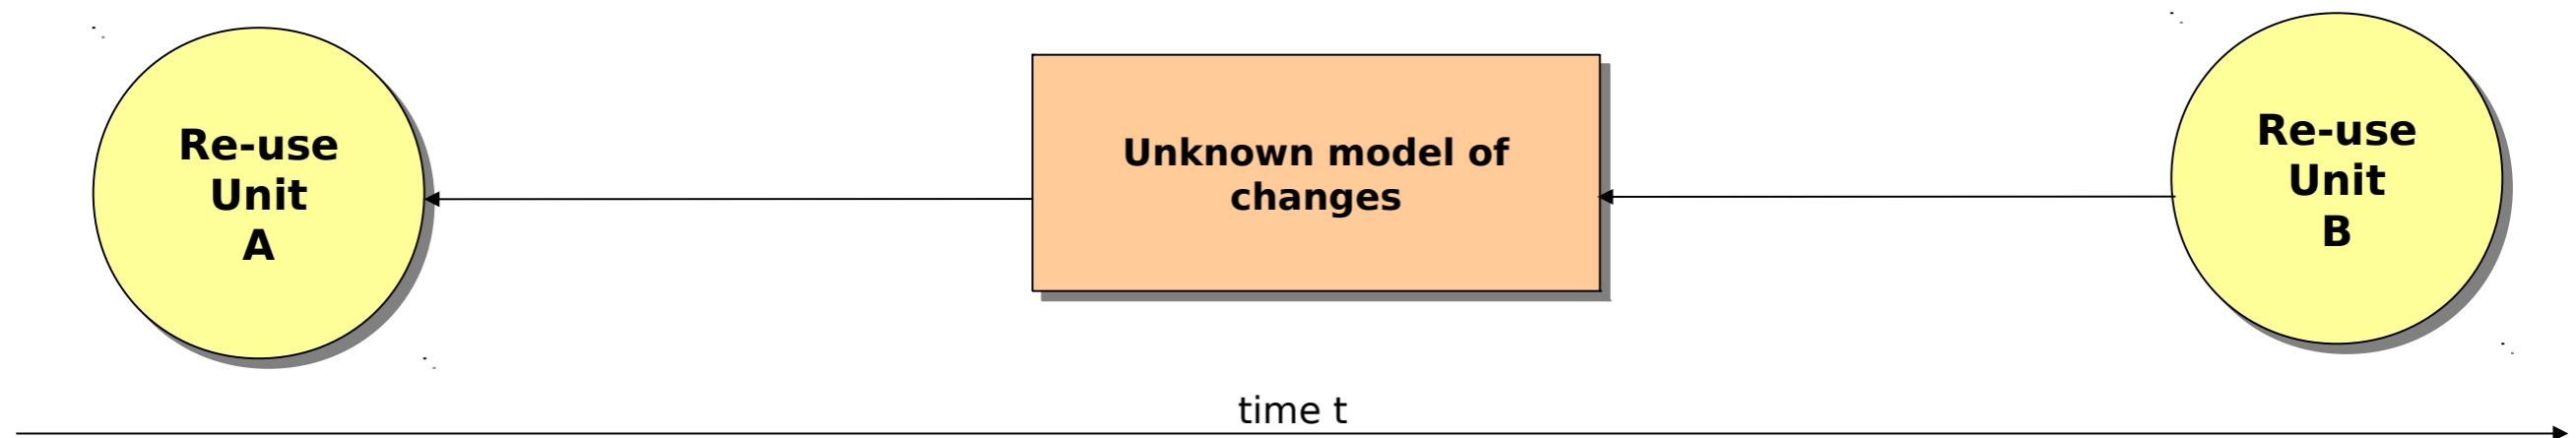 Re-use
Unit
A
Unknown model of
changes
Re-use
Unit
B
time t